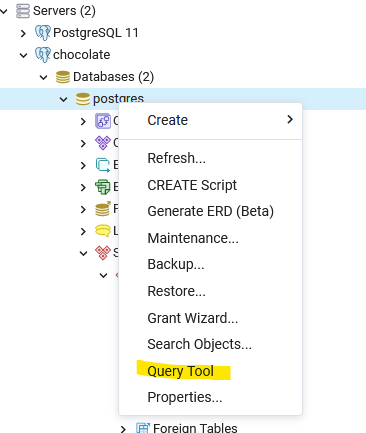 Servers (2)
PostgreSQL 11
chocolate
Databases (2)
postgres
Create
Refresh...
CREATE Script
Generate ERD (Beta)
Maintenance...
Backup...
Restore...
Grant Wizard...
Search Objects...
Query Tool
Properties...
Foreign Tables